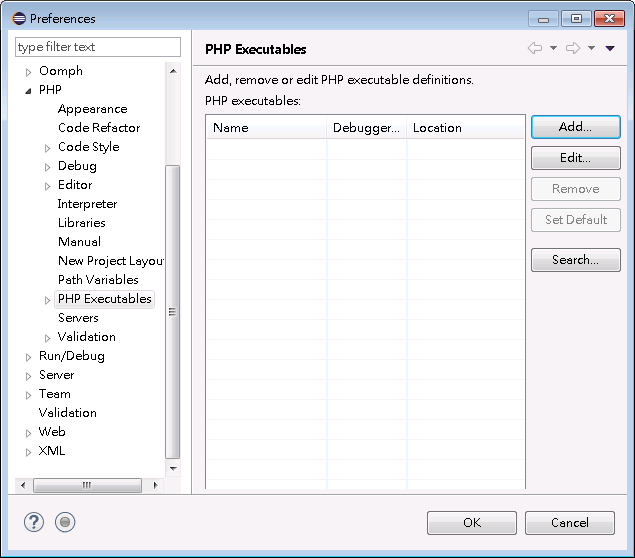 Preferences
type filter text
Oomph
PHP
Appearance
Code Refactor
Code Style
Debug
Editor
Interpreter
Libraries
Manual
New Project Layou
Path Variables
PHP Executables
Servers
Validation
Run/Debug
Server
Team
Validation
Web
XML
PHP Executables
Add, remove or edit PHP executable definitions.
PHP executables:
Name Debugger... Location
Add...
Edit...
Remove
Set Default
Search...
?
OK Cancel